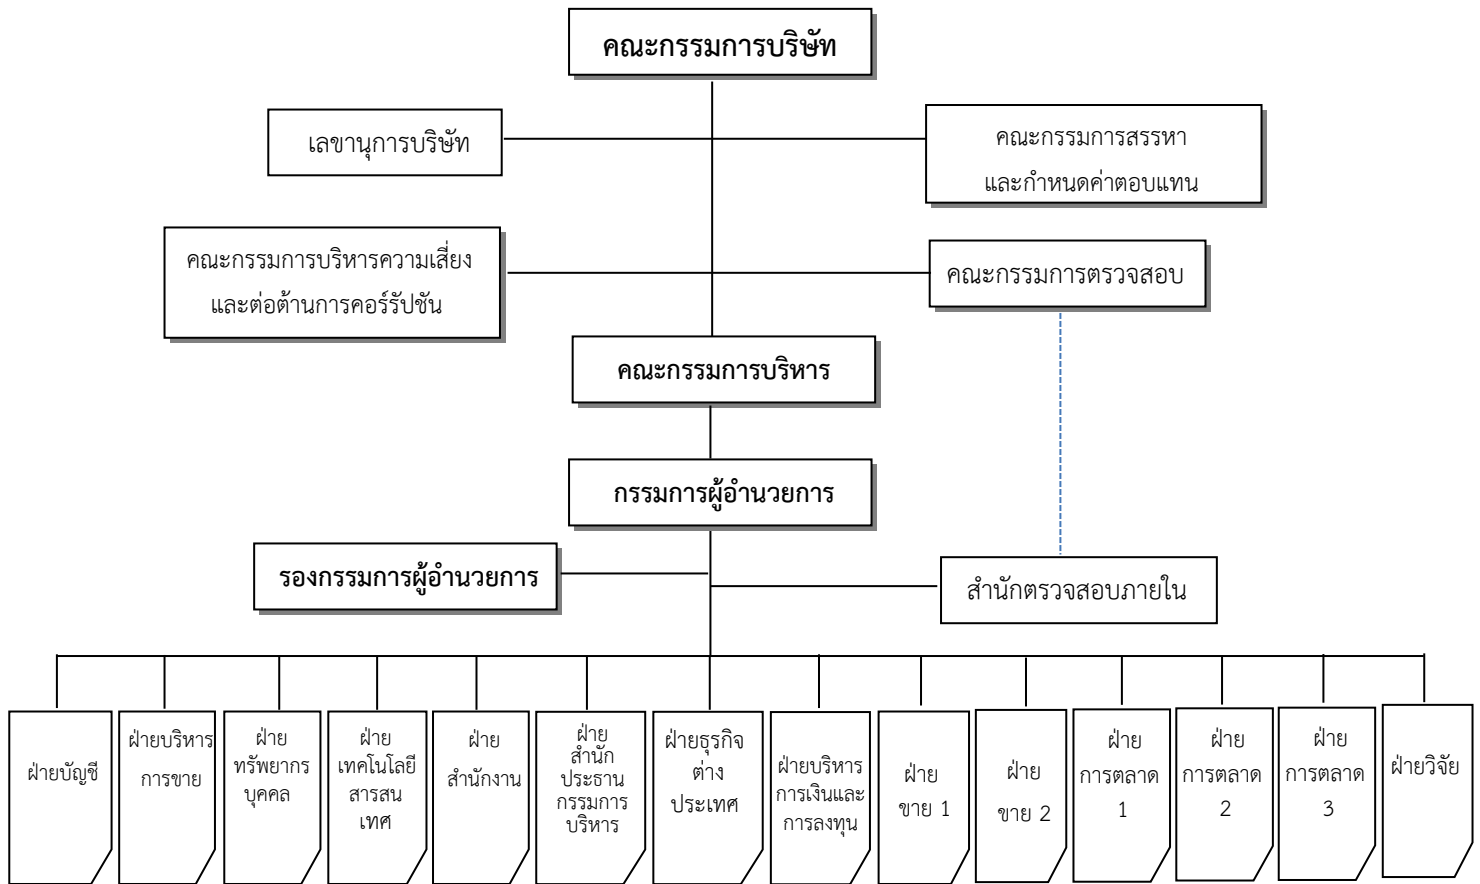 คณะกรรมการบริษัท
เลขานุการบริษัท
คณะกรรมการสรรหา
และกำหนดค่าตอบแทน
คณะกรรมการบริหารความเสี่ยง
และต่อต้านการคอร์รัปชัน
คณะกรรมการตรวจสอบ
คณะกรรมการบริหาร
กรรมการผู้อำนวยการ
รองกรรมการผู้อำนวยการ
สำนักตรวจสอบภายใน
ฝ่ายบัญชี
ฝ่ายบริหาร
การขาย
ฝ่าย
ทรัพยากร
บุคคล
ฝ่าย
เทคโนโลยี
สารสน
เทศ
ฝ่าย
สำนักงาน
ฝ่าย
สำนัก
ประธาน
กรรมการ
บริหาร
ฝ่ายธุรกิจ
ต่าง
ประเทศ
ฝ่ายบริหาร
การเงินและ
การลงทุน
ฝ่าย
ขาย 1
ฝ่าย
ขาย 2
ฝ่าย
การตลาด
1
ฝ่าย
การตลาด
2
ฝ่าย
การตลาด
3
ฝ่ายวิจัย